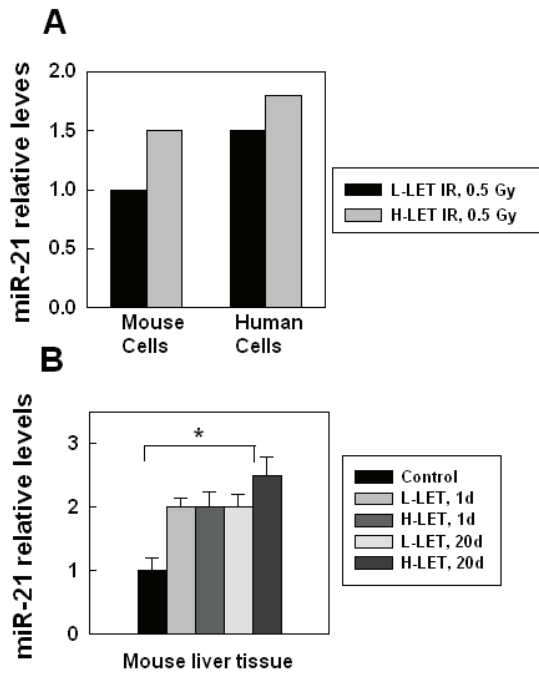 A
miR-21 relative leves
2.0
1.5
1.0
0.5
0.0
Mouse
Cells
Human
Cells
L-LET IR, 0.5 Gy
H-LET IR, 0.5 Gy
B
miR-21 relative levels
3
2
1
0
*
Mouse liver tissue
Control
L-LET, 1d
H-LET, 1d
L-LET, 20d
H-LET, 20d